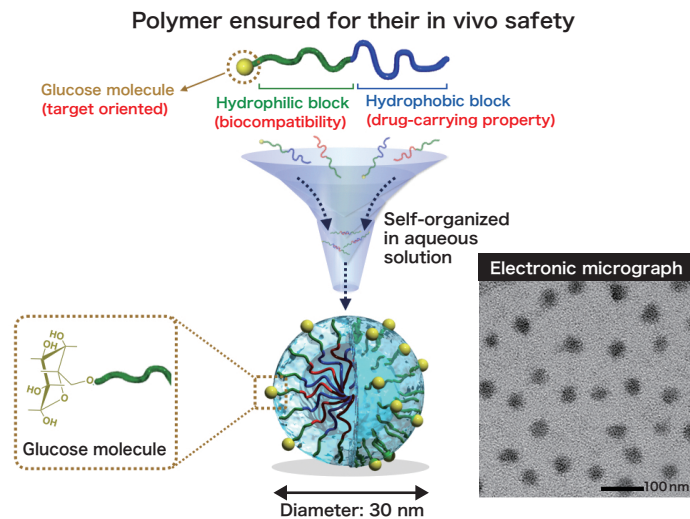 Polymer ensured for their in vivo safety
Glucose molecule
(target oriented)
Hydrophilic block
(biocompatibility)
Hydrophobic block
(drug-carrying property)
Self-organized
in aqueous
solution
Electronic micrograph
HO
OH
HO
O
O
OH
OH
Glucose molecule
100 nm
Diameter: 30 nm